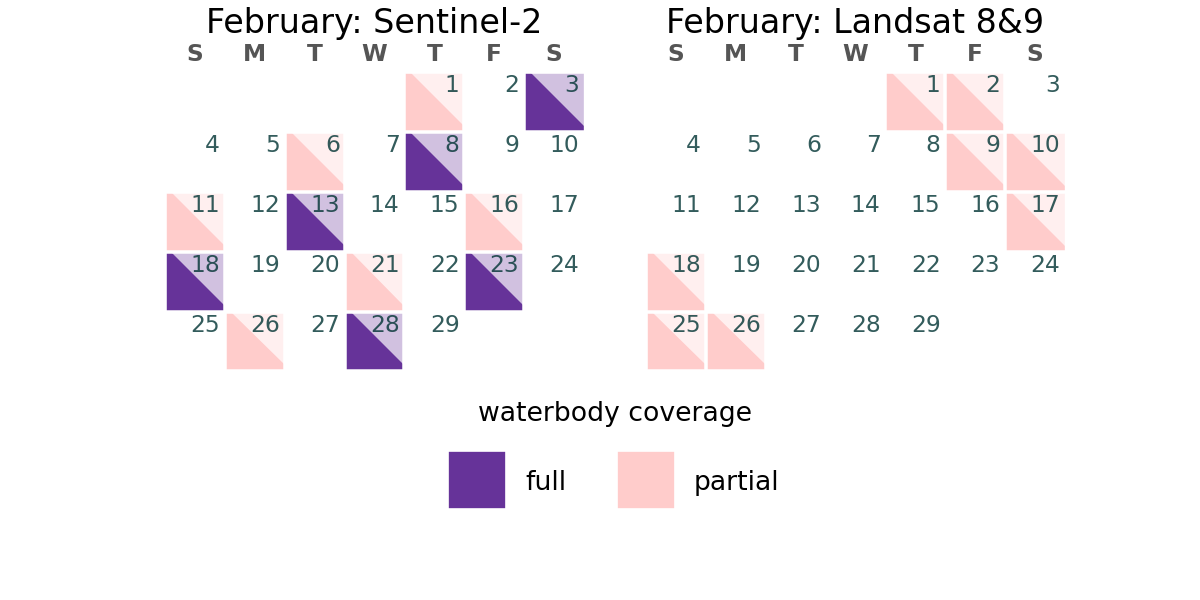 February: Sentinel-2
S M T W T F S
1 2 3
4 5 6 7 8 9 10
11 12 13 14 15 16 17
18 19 20 21 22 23 24
25 26 27 28 29
February: Landsat 8&9
S M T W T F S
1 2 3
4 5 6 7 8 9 10
11 12 13 14 15 16 17
18 19 20 21 22 23 24
25 26 27 28 29
waterbody coverage
full
partial